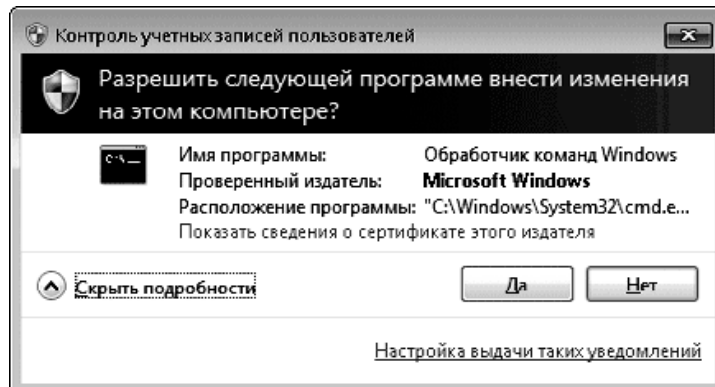 Контроль учетных записей пользователей
Разрешить следующей программе внести изменения
на этом компьютере?
C:\
Имя программы: Обработчик команд Windows
Проверенный издатель: Microsoft Windows
Расположение программы: "C:\Windows\System32\cmd.e...
Показать сведения о сертификате этого издателя
Скрыть подробности Да Нет
Настройка выдачи таких уведомлений